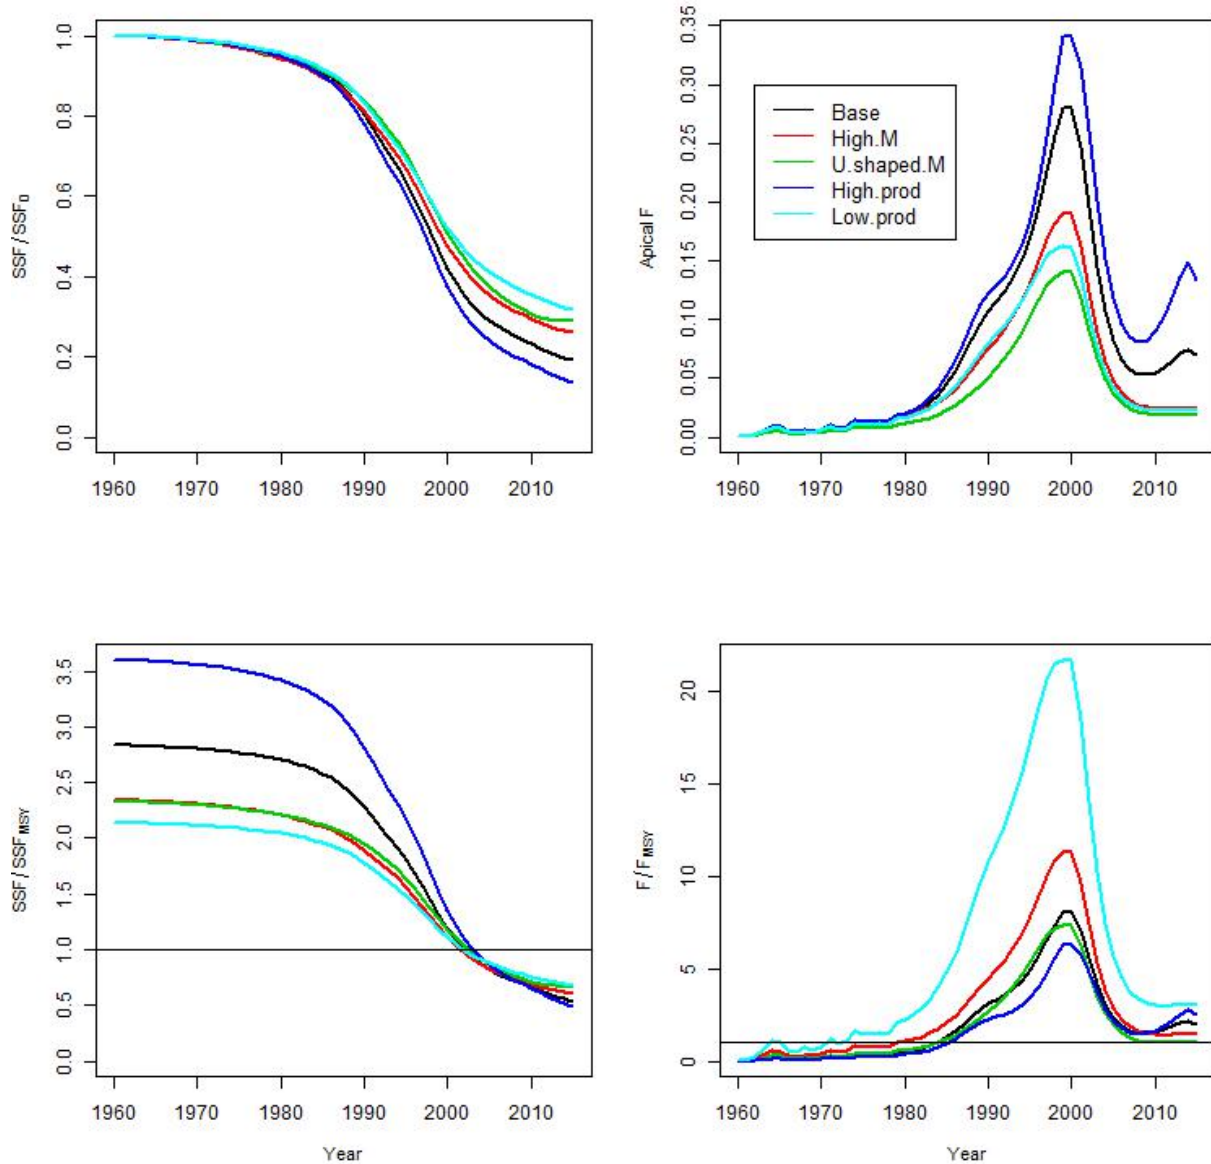 SSF / SSF0
0.0 0.2 0.4 0.6 0.8 1.0
1960 1970 1980 1990 2000 2010
Apical F
0.00 0.05 0.10 0.15 0.20 0.25 0.30 0.35
Base
High.M
U.shaped.M
High.prod
Low.prod
1960 1970 1980 1990 2000 2010
SSF / SSFMSY
0.0 0.5 1.0 1.5 2.0 2.5 3.0 3.5
1960 1970 1980 1990 2000 2010
Year
F / FMSY
0 5 10 15 20
1960 1970 1980 1990 2000 2010
Year